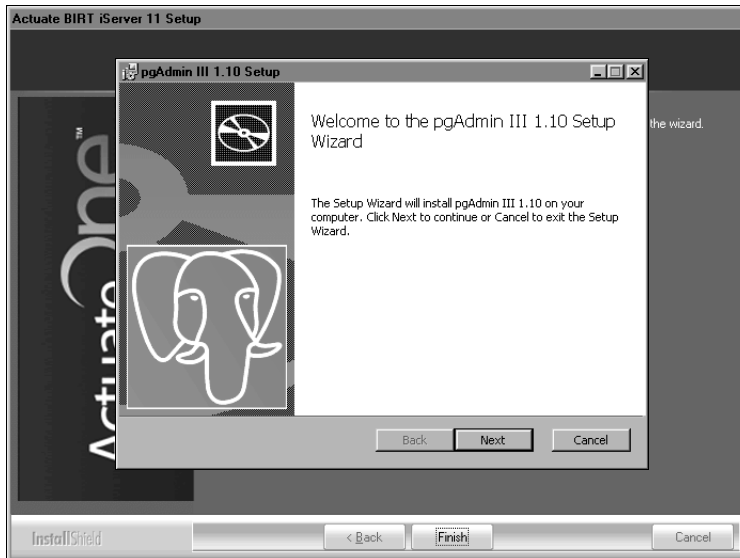 Actuate BIRT iServer 11 Setup
pgAdmin III 1.10 Setup
Welcome to the pgAdmin III 1.10 Setup
Wizard
the wizard.
The Setup Wizard will install pgAdmin III 1.10 on your
computer. Click Next to continue or Cancel to exit the Setup
Wizard.
ActuateOne™
Back
Next
Cancel
InstallShield
< Back
Finish
Cancel